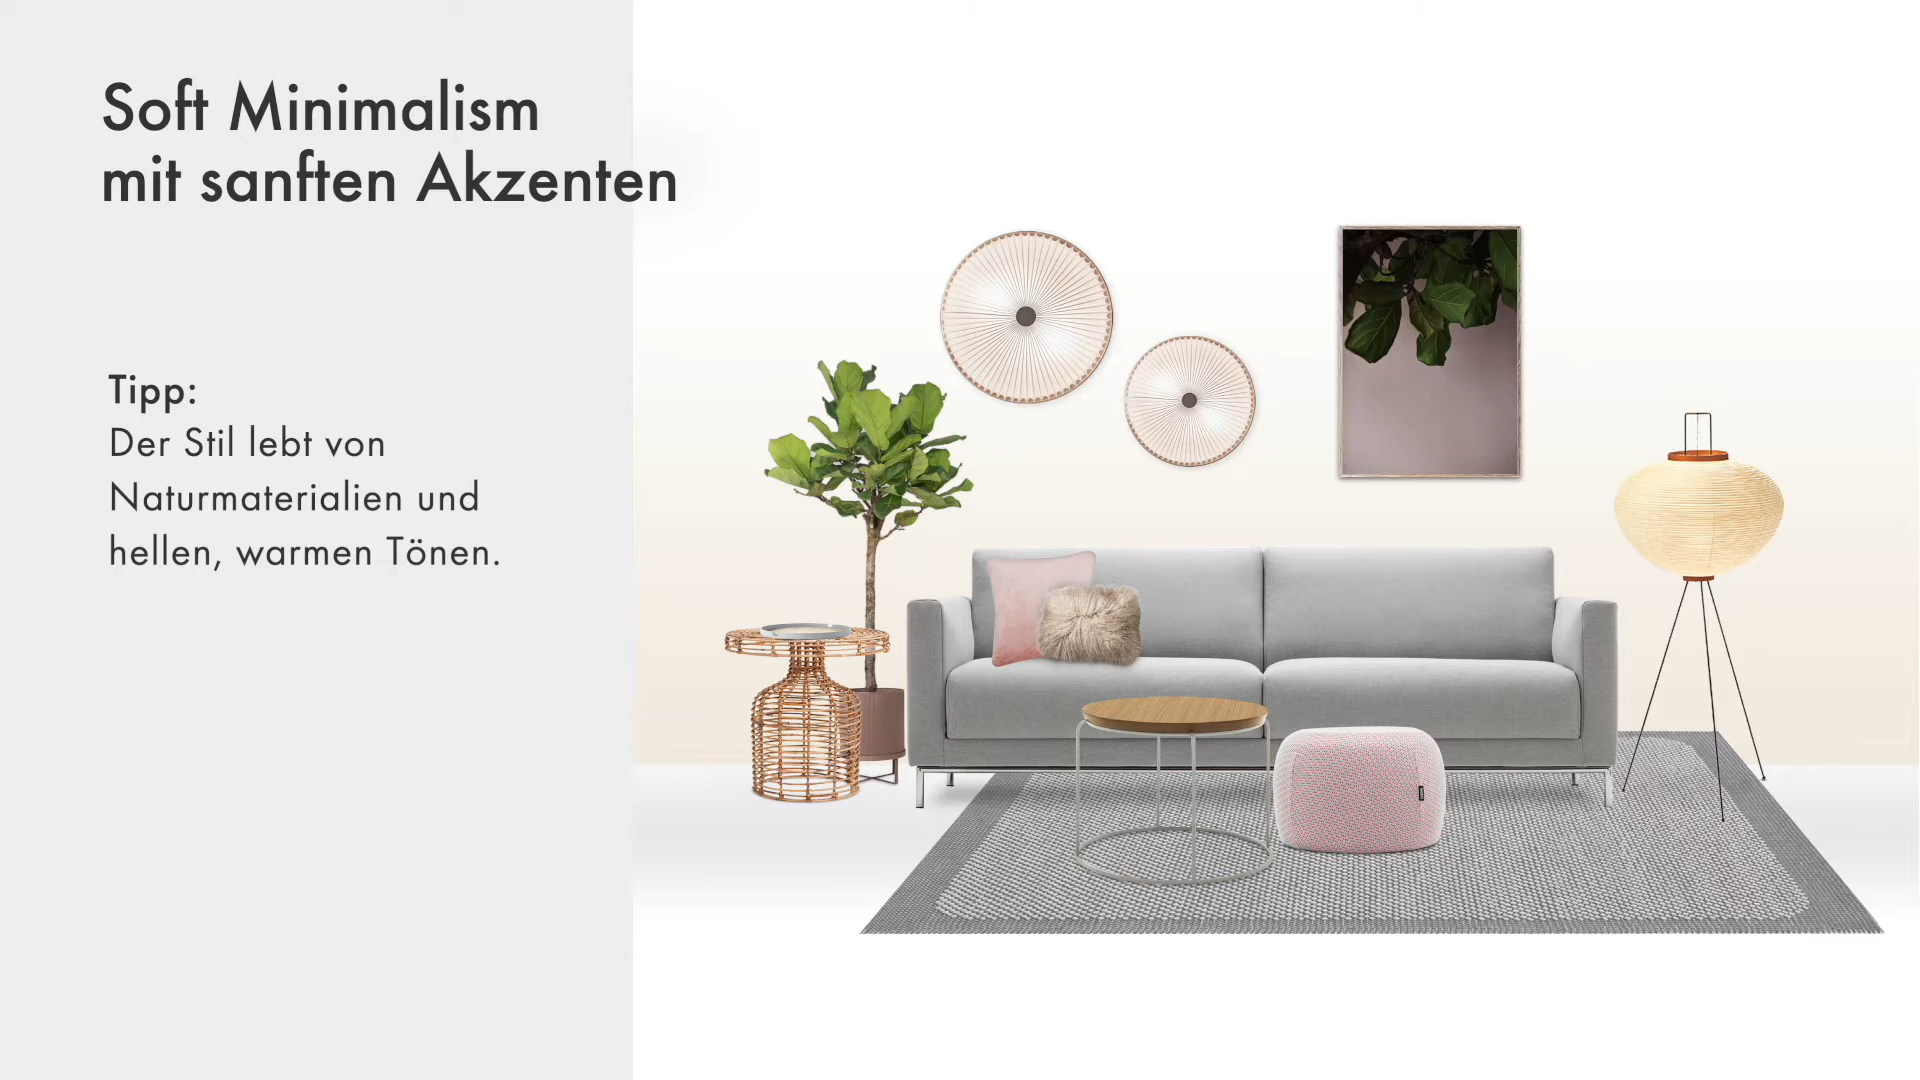 Soft Minimalism
mit sanften Akzenten
Tipp:
Der Stil lebt von
Naturmaterialien und
hellen, warmen Tönen.